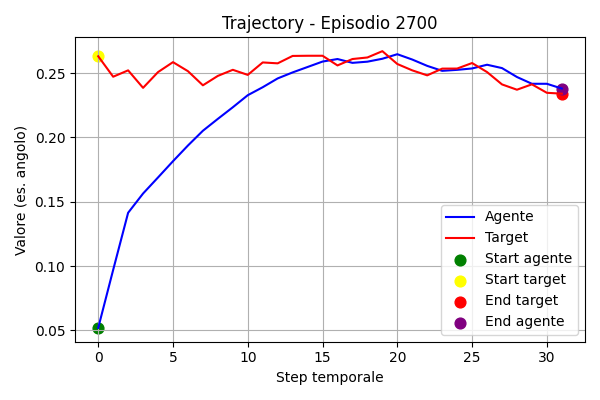 Trajectory - Episodio 2700
Valore (es. angolo)
0.25
0.20
0.15
0.10
0.05
0
5
10
15
20
25
30
Step temporale
Agente
Target
Start agente
Start target
End target
End agente